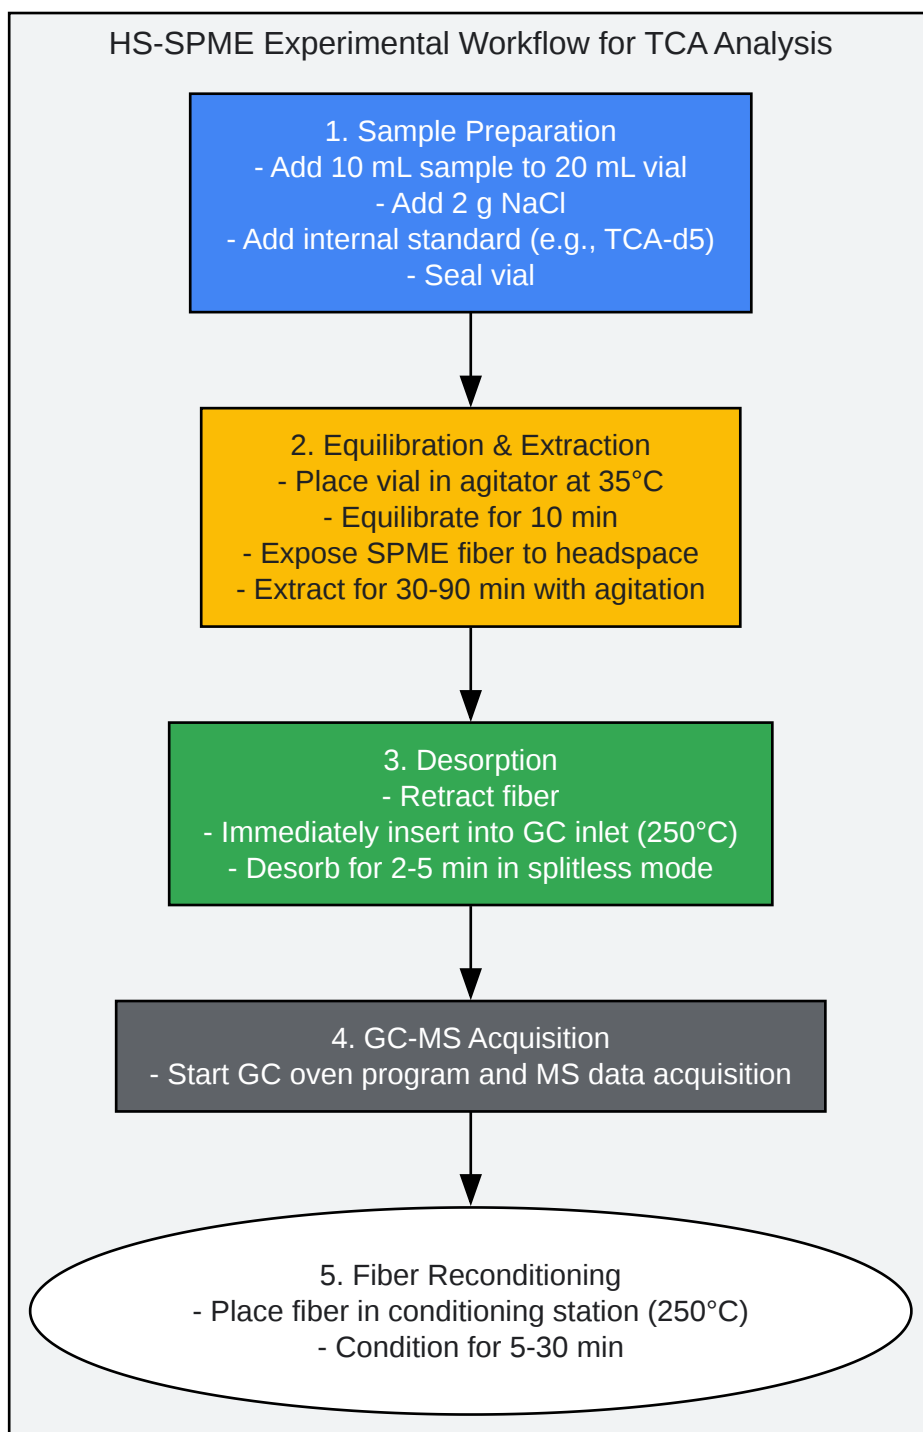 HS-SPME Experimental Workflow for TCA Analysis
1. Sample Preparation
- Add 10 mL sample to 20 mL vial
- Add 2 g NaCl
- Add internal standard (e.g., TCA-d5)
- Seal vial
2. Equilibration & Extraction
- Place vial in agitator at 35°C
- Equilibrate for 10 min
- Expose SPME fiber to headspace
- Extract for 30-90 min with agitation
3. Desorption
- Retract fiber
- Immediately insert into GC inlet (250°C)
- Desorb for 2-5 min in splitless mode
4. GC-MS Acquisition
- Start GC oven program and MS data acquisition
5. Fiber Reconditioning
- Place fiber in conditioning station (250°C)
- Condition for 5-30 min